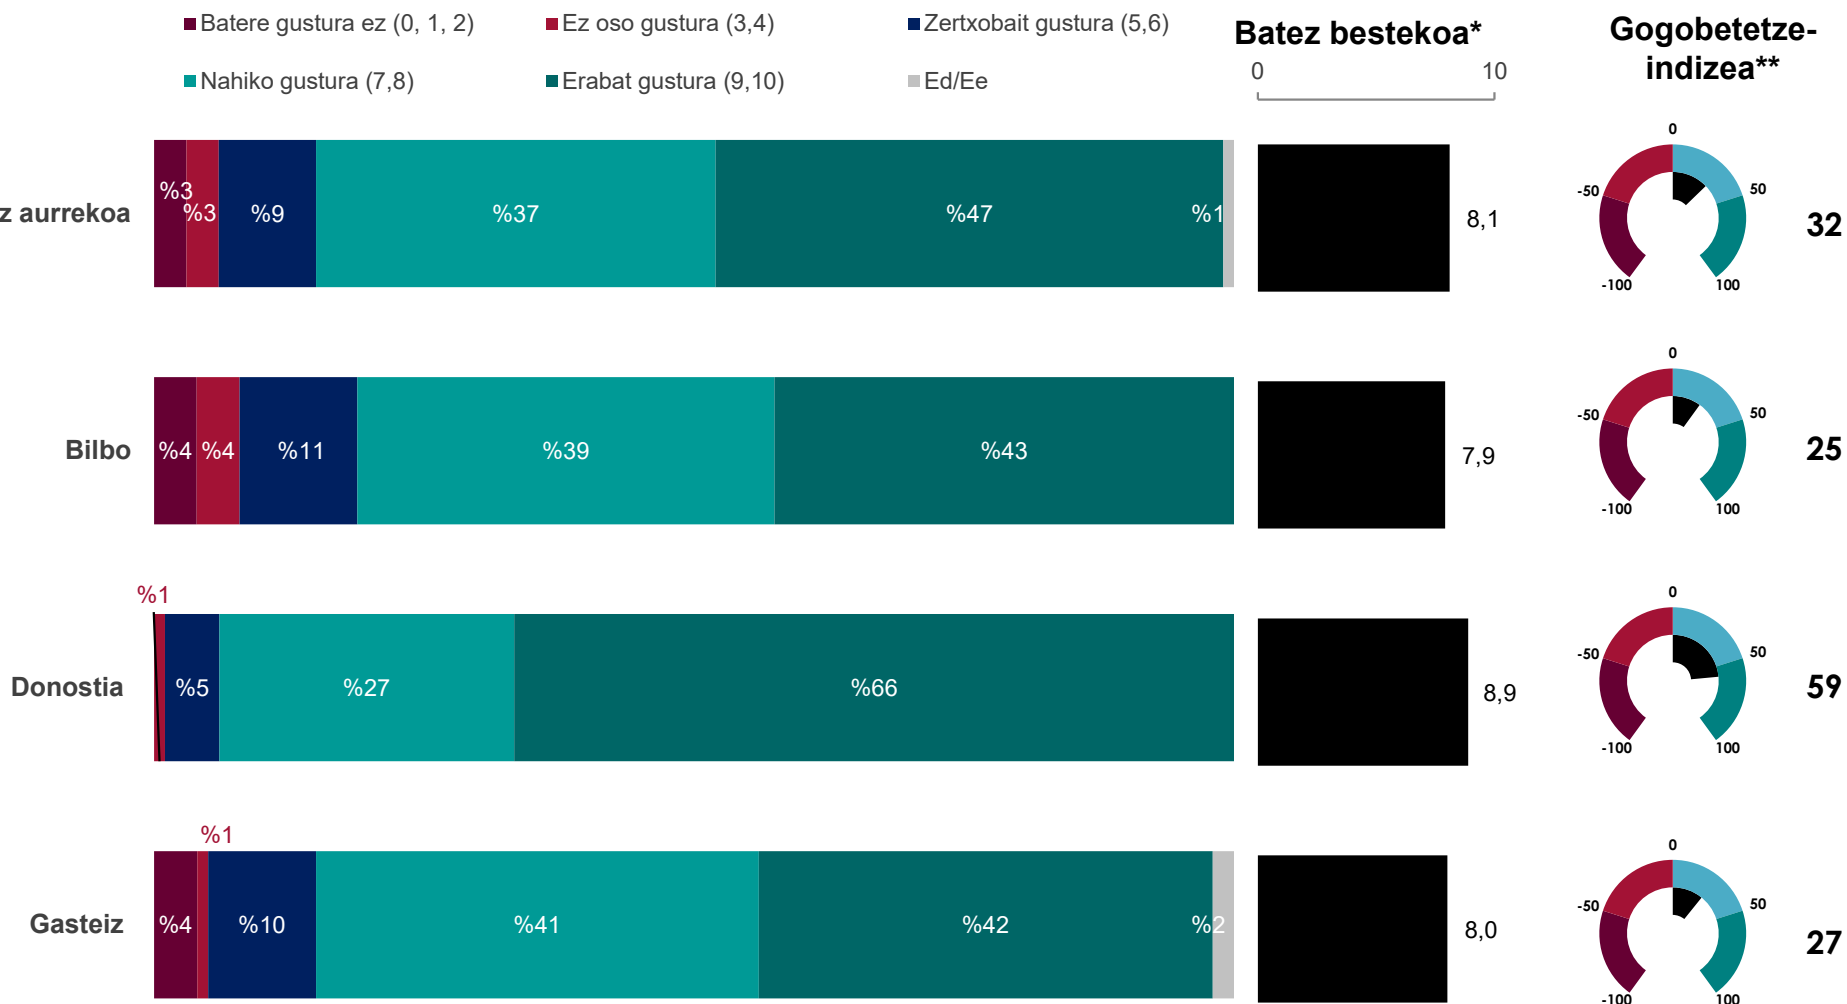 Batere gustura ez (0, 1, 2) Ez oso gustura (3,4) Zertxobait gustura (5,6)
Nahiko gustura (7,8) Erabat gustura (9,10) Ed/Ee
Batez bestekoa*
0 10
Gogobetetze-
indizea**
z aurrekoa %3 %3 %9 %37 %47 %1 8,1 32
0
-50 50
-100 100
Bilbo %4 %4 %11 %39 %43 7,9 25
0
-50 50
-100 100
%1
Donostia %5 %27 %66 8,9 59
0
-50 50
-100 100
%1
Gasteiz %4 %10 %41 %42 %2 8,0 27
0
-50 50
-100 100